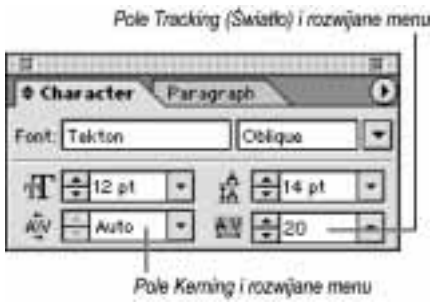 Pole Tracking (Światło) i rozwijane menu
Character Paragraph
Font: Tekton Oblique
12 pt 14 pt
Auto 20
Pole Kerning i rozwijane menu